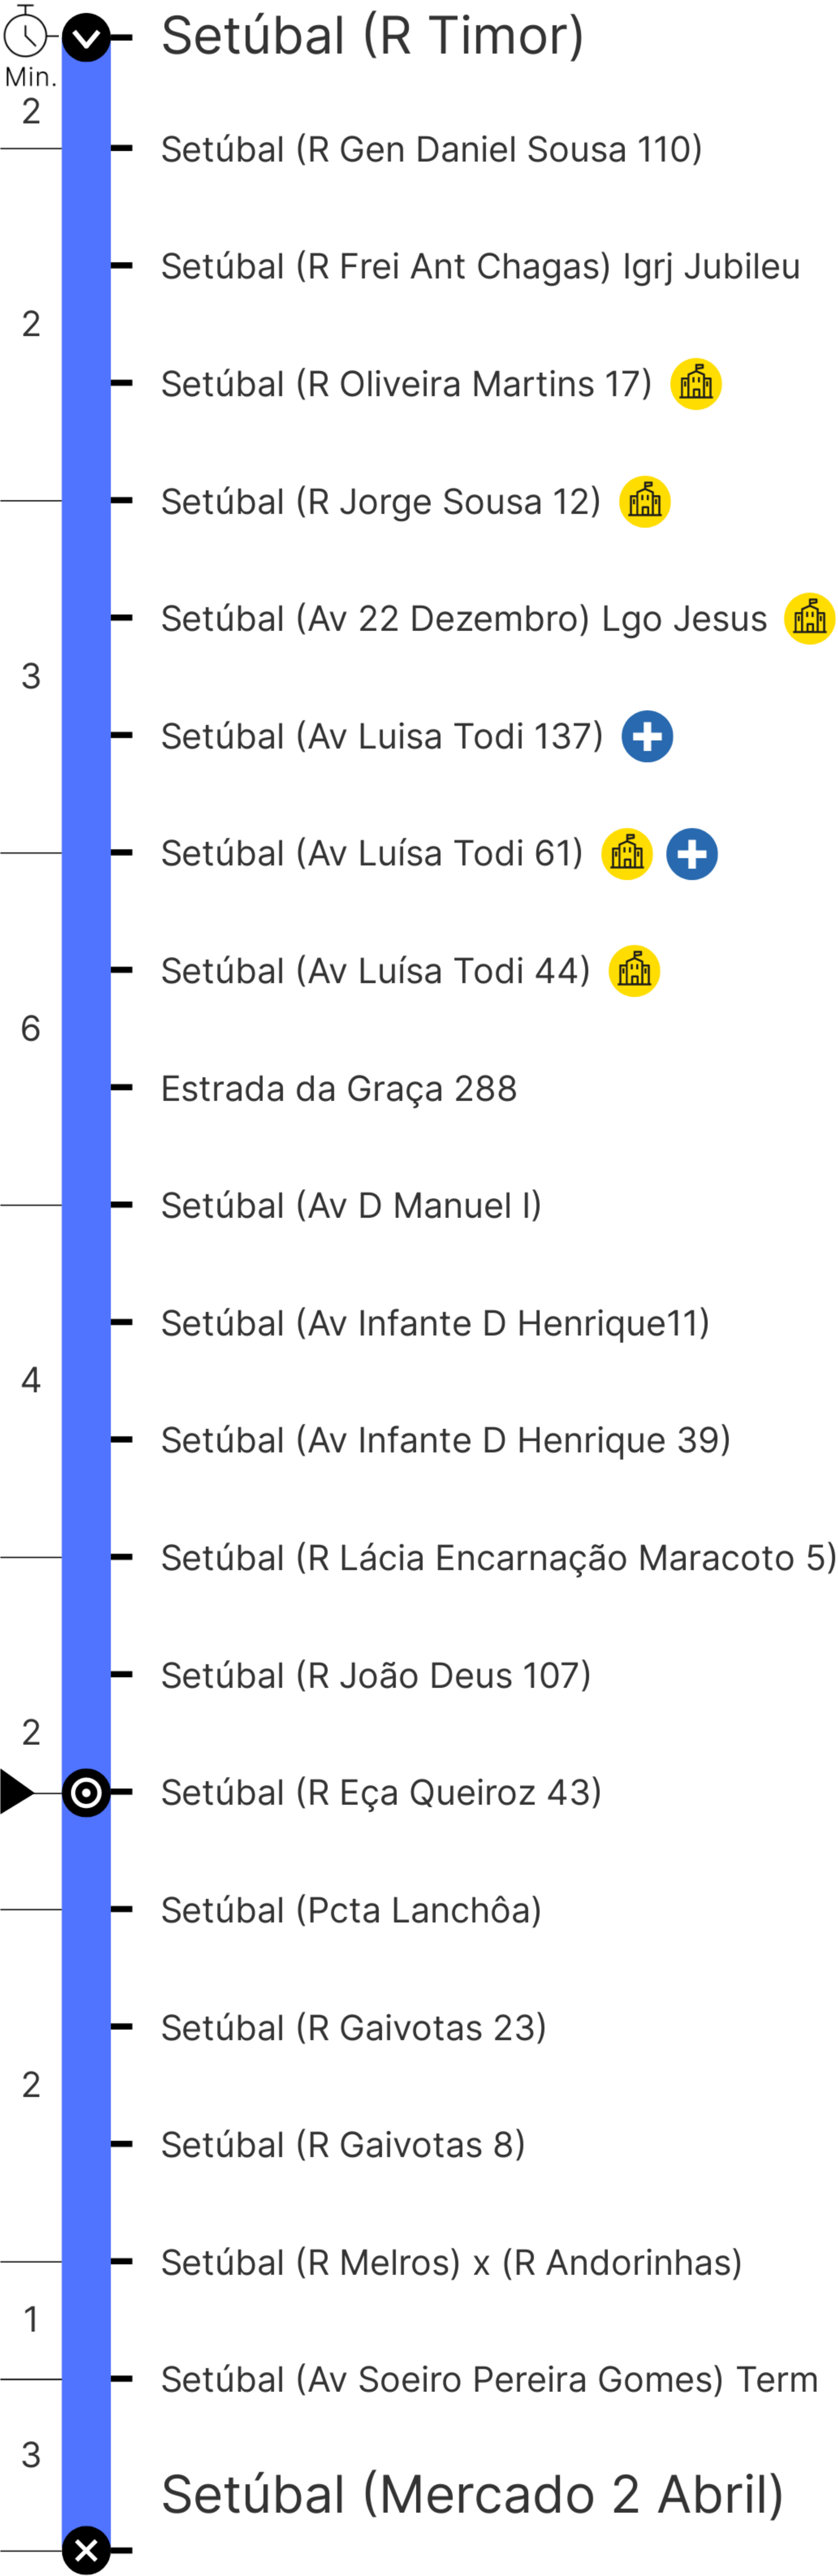 Setúbal (R Timor)
Min.
2
Setúbal (R Gen Daniel Sousa 110)
Setúbal (R Frei Ant Chagas) Igrj Jubileu
2
Setúbal (R Oliveira Martins 17)
Setúbal (R Jorge Sousa 12)
Setúbal (Av 22 Dezembro) Lgo Jesus
3
Setúbal (Av Luisa Todi 137)
Setúbal (Av Luísa Todi 61)
Setúbal (Av Luísa Todi 44)
6
Estrada da Graça 288
Setúbal (Av D Manuel I)
Setúbal (Av Infante D Henrique11)
4
Setúbal (Av Infante D Henrique 39)
Setúbal (R Lácia Encarnação Maracoto 5)
Setúbal (R João Deus 107)
2
Setúbal (R Eça Queiroz 43)
Setúbal (Pcta Lanchôa)
Setúbal (R Gaivotas 23)
2
Setúbal (R Gaivotas 8)
Setúbal (R Melros) x (R Andorinhas)
1
Setúbal (Av Soeiro Pereira Gomes) Term
3
Setúbal (Mercado 2 Abril)